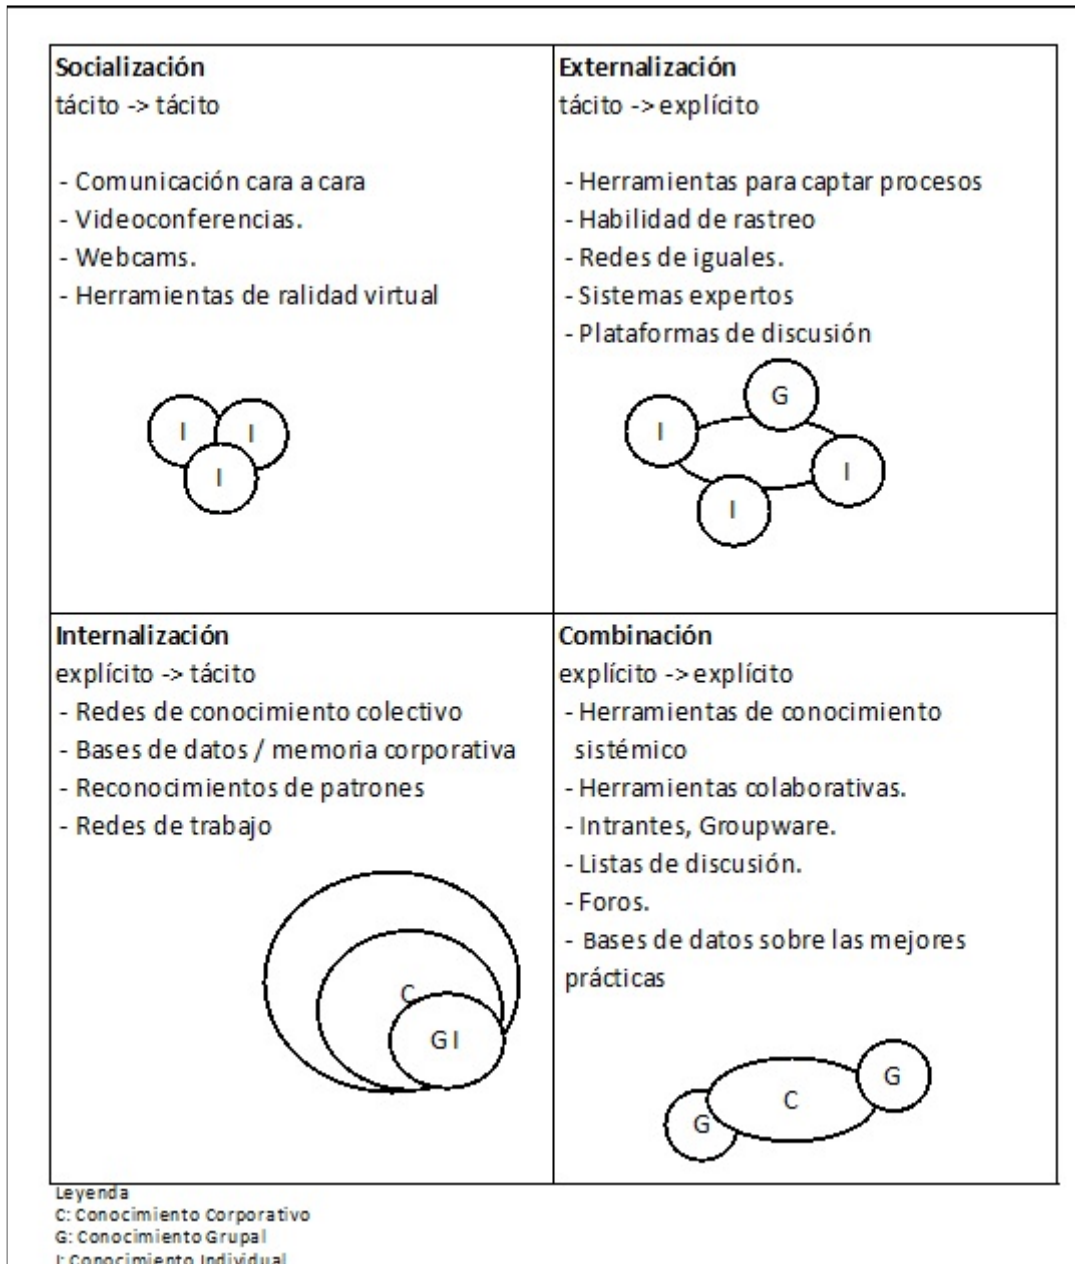 Socialización
tácito -> tácito
- Comunicación cara a cara
- Videoconferencias.
- Webcams.
- Herramientas de ralidad virtual
I
I
I
Externalización
tácito -> explícito
- Herramientas para captar procesos
- Habilidad de rastreo
- Redes de iguales.
- Sistemas expertos
- Plataformas de discusión
G
I
I
I
Internalización
explícito -> tácito
- Redes de conocimiento colectivo
- Bases de datos / memoria corporativa
- Reconocimientos de patrones
- Redes de trabajo
C
G I
Combinación
explícito -> explícito
- Herramientas de conocimiento
sistémico
- Herramientas colaborativas.
- Intrantes, Groupware.
- Listas de discusión.
- Foros.
- Bases de datos sobre las mejores
prácticas
G
C
G
Leyenda
C: Conocimiento Corporativo
G: Conocimiento Grupal
I: Conocimiento Individual